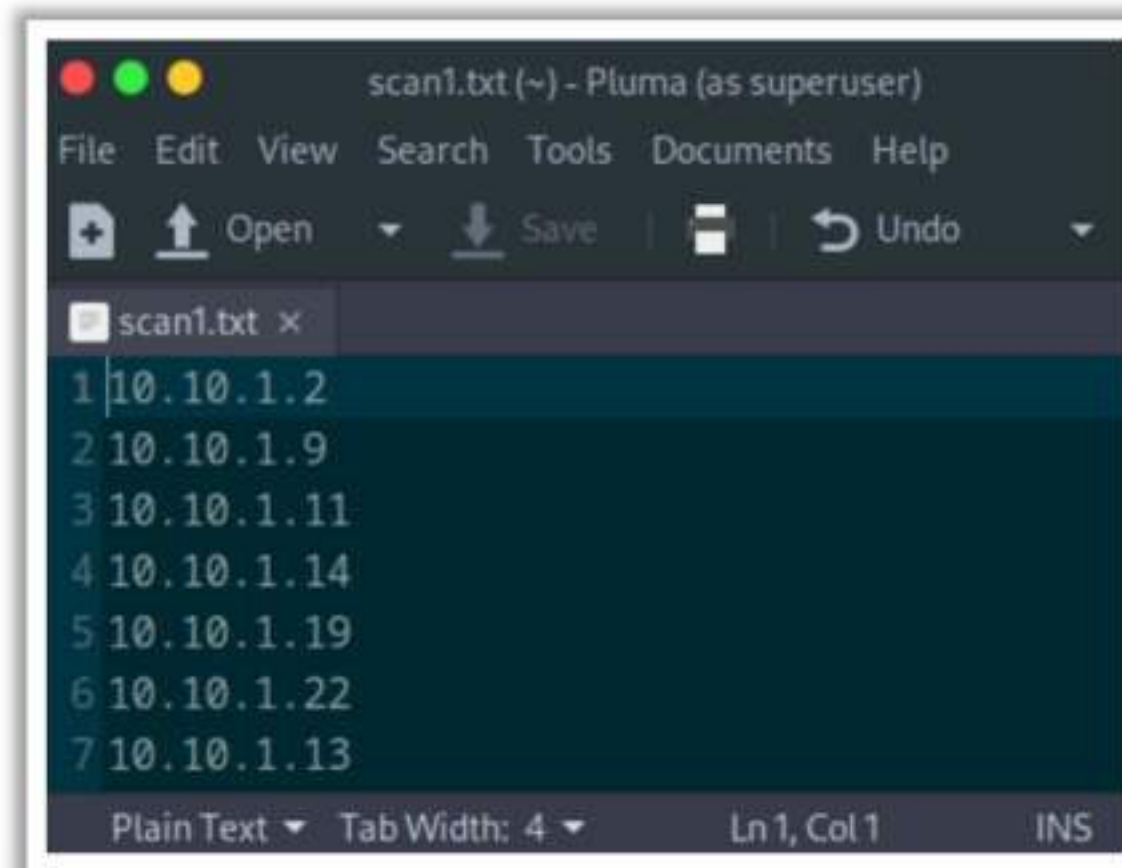 scan1.txt (~) - Pluma (as superuser)
File Edit View Search Tools Documents Help
Open Save Undo
scan1.txt ×
1 10.10.1.2
2 10.10.1.9
3 10.10.1.11
4 10.10.1.14
5 10.10.1.19
6 10.10.1.22
7 10.10.1.13
Plain Text Tab Width: 4 Ln 1, Col 1 INS